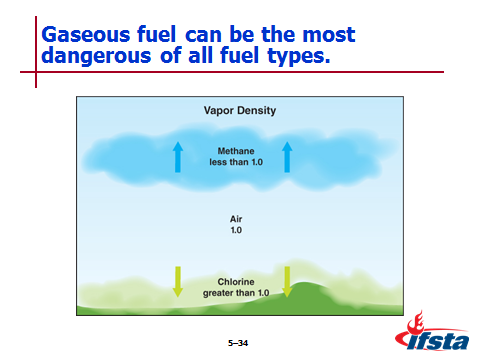 Gaseous fuel can be the most
dangerous of all fuel types.
Vapor Density
Methane
less than 1.0
Air
1.0
Chlorine
greater than 1.0
5–34
ifsta